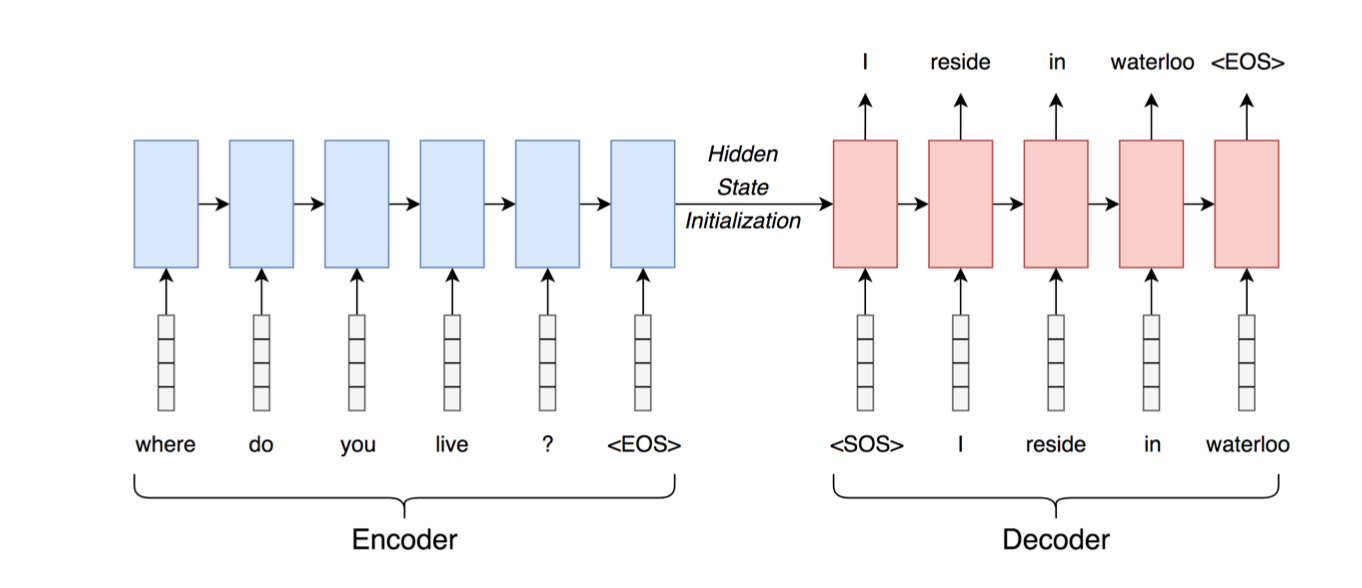 I reside in waterloo <EOS>
Hidden
State
Initialization
where do you live ? <EOS>
<SOS> I reside in waterloo
Encoder
Decoder